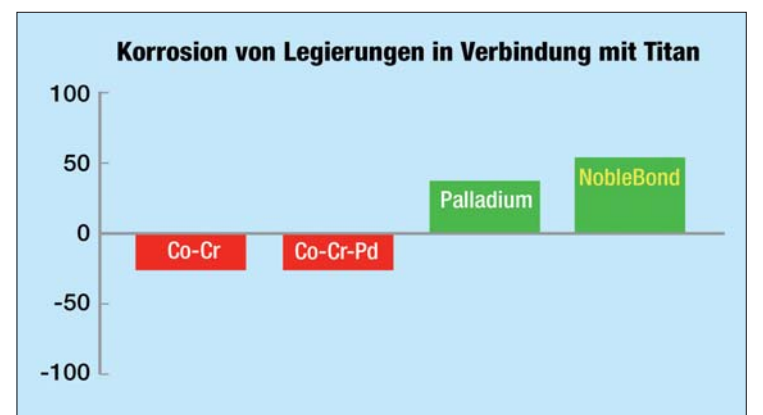 Korrosion von Legierungen in Verbindung mit Titan
100
50
Palladium
NobleBond
0
Co-Cr
Co-Cr-Pd
-50
-100